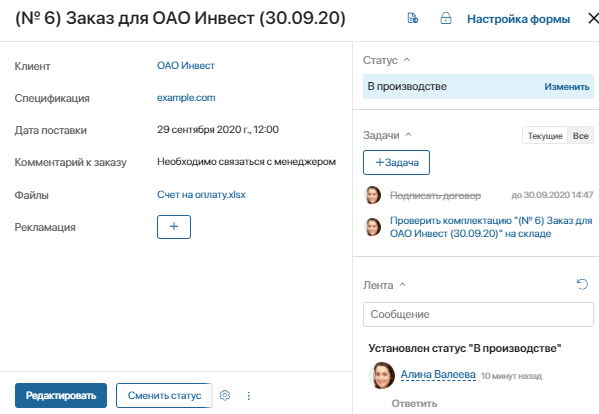 (№ 6) Заказ для ОАО Инвест (30.09.20)
Настройка формы
Клиент
ОАО Инвест
Спецификация
example.com
Дата поставки
29 сентября 2020 г., 12:00
Комментарий к заказу
Необходимо связаться с менеджером
Файлы
Счет на оплату.xlsx
Рекламация
+
Редактировать
Сменить статус
Статус
В производстве
Изменить
Задачи
Текущие
Все
+Задача
Подписать договор
до 30.09.2020 14:47
Проверить комплектацию "(№ 6) Заказ для
ОАО Инвест (30.09.20)" на складе
Лента
Сообщение
Установлен статус "В производстве"
Алина Валеева
10 минут назад
Ответить